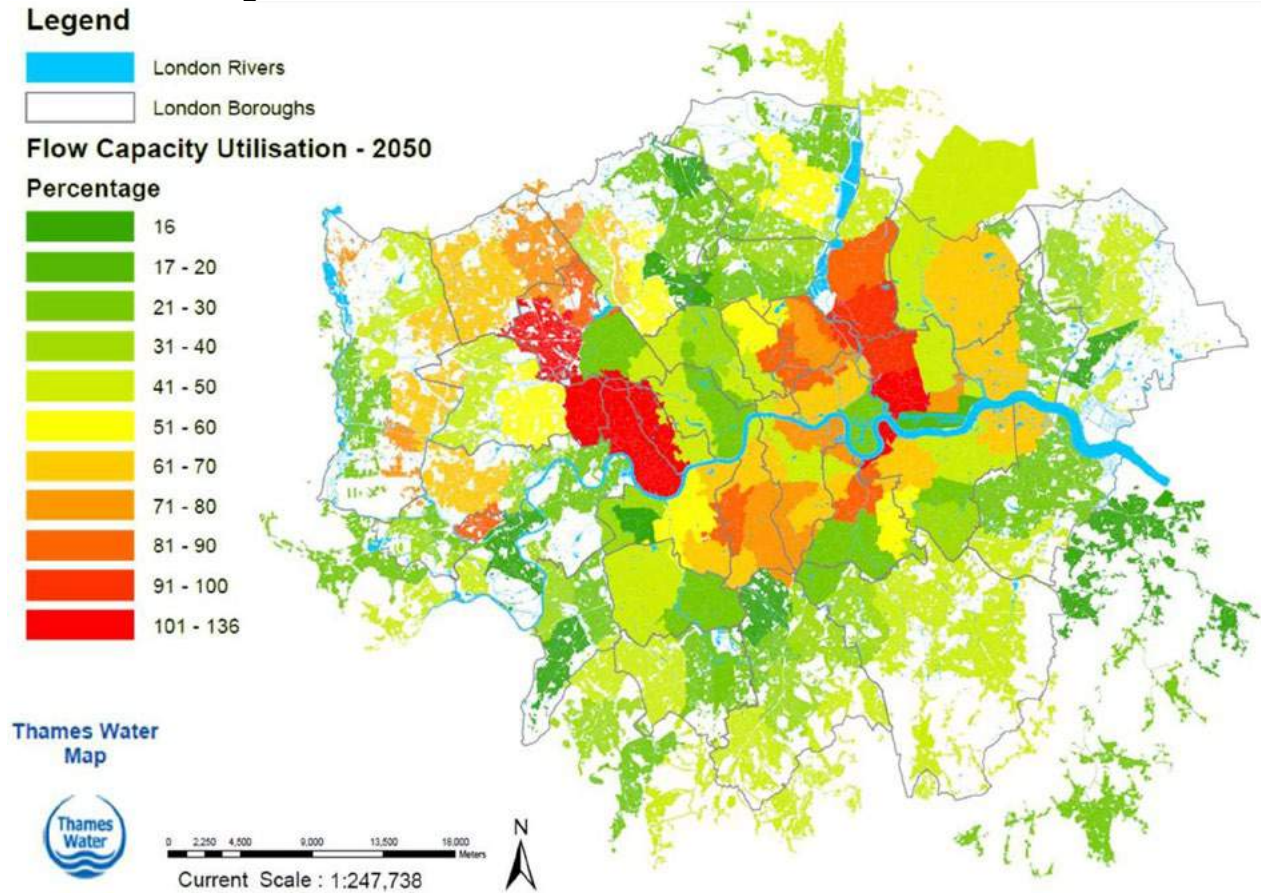 Legend
London Rivers
London Boroughs
Flow Capacity Utilisation - 2050
Percentage
16
17 - 20
21 - 30
31 - 40
41 - 50
51 - 60
61 - 70
71 - 80
81 - 90
91 - 100
101 - 136
Thames Water
Map
Thames
Water
0 2,250 4,500 9,000 13,500 18,000
Meters
Current Scale : 1:247,738
N